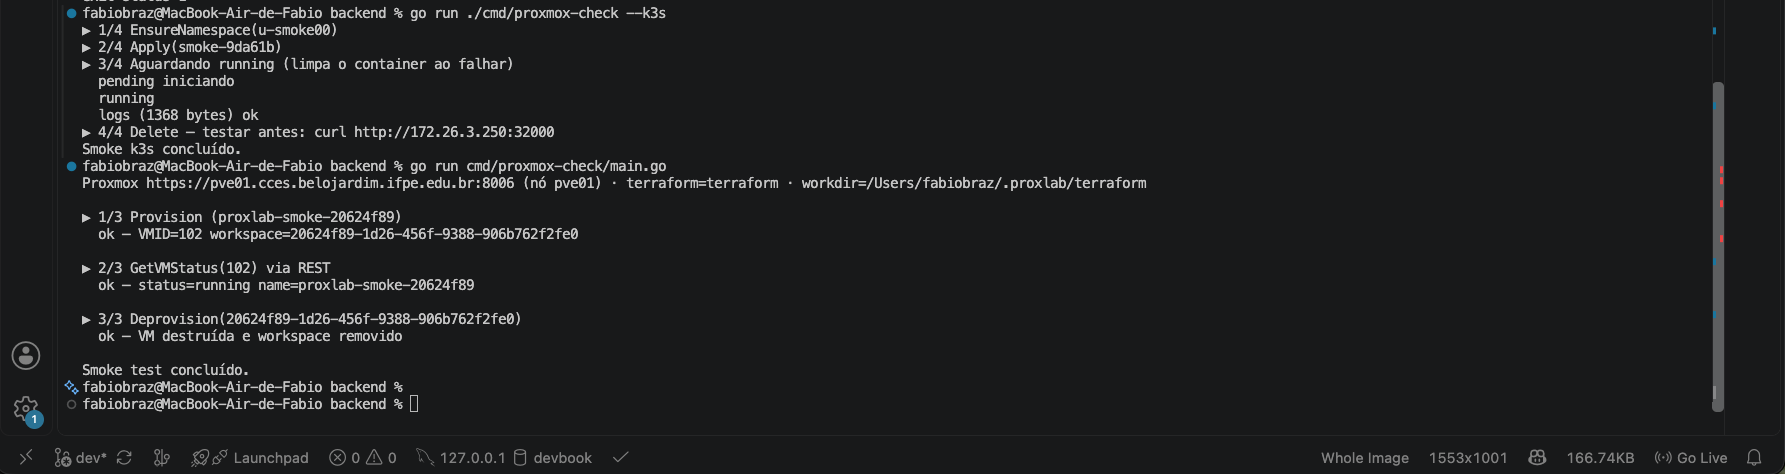 fabiobraz@MacBook-Air-de-Fabio backend % go run ./cmd/proxmox-check --k3s
▶ 1/4 EnsureNamespace(u-smoke00)
▶ 2/4 Apply(smoke-9da61b)
▶ 3/4 Aguardando running (limpa o container ao falhar)
pending iniciando
running
logs (1368 bytes) ok
▶ 4/4 Delete — testar antes: curl http://172.26.3.250:32000
Smoke k3s concluído.
fabiobraz@MacBook-Air-de-Fabio backend % go run cmd/proxmox-check/main.go
Proxmox https://pve01.cces.belojardim.ifpe.edu.br:8006 (nó pve01) · terraform=terraform · workdir=/Users/fabiobraz/.proxlab/terraform
▶ 1/3 Provision (proxlab-smoke-20624f89)
ok — VMID=102 workspace=20624f89-1d26-456f-9388-906b762f2fe0
▶ 2/3 GetVMStatus(102) via REST
ok — status=running name=proxlab-smoke-20624f89
▶ 3/3 Deprovision(20624f89-1d26-456f-9388-906b762f2fe0)
ok — VM destruída e workspace removido
Smoke test concluído.
fabiobraz@MacBook-Air-de-Fabio backend %
fabiobraz@MacBook-Air-de-Fabio backend %
1
dev* Launchpad 0 0 127.0.0.1 devbook Whole Image 1553x1001 166.74KB Go Live